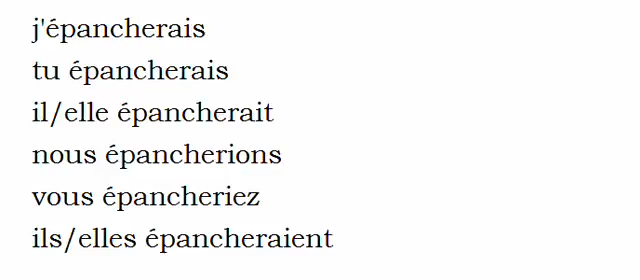 j'épancherais
tu épancherais
il/elle épancherait
nous épancherions
vous épancheriez
ils/elles épancheraient